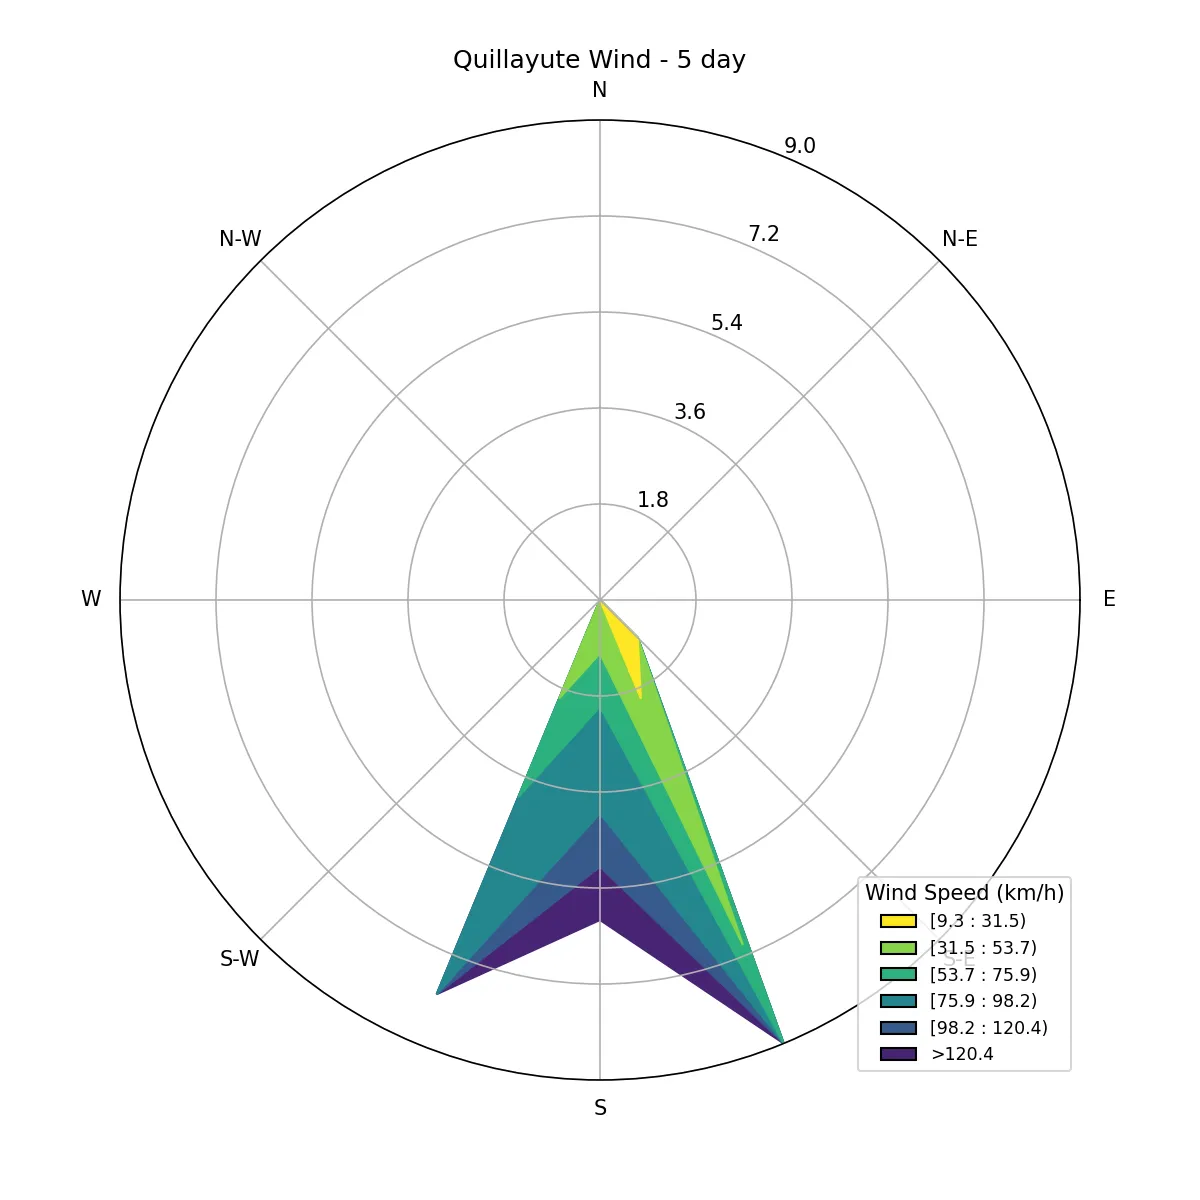 Quillayute Wind - 5 day
N
9.0
N-W
7.2
N-E
5.4
3.6
1.8
W
E
Wind Speed (km/h)
[9.3 : 31.5)
[31.5 : 53.7)
S-W
S-E
[53.7 : 75.9)
[75.9 : 98.2)
[98.2 : 120.4)
>120.4
S